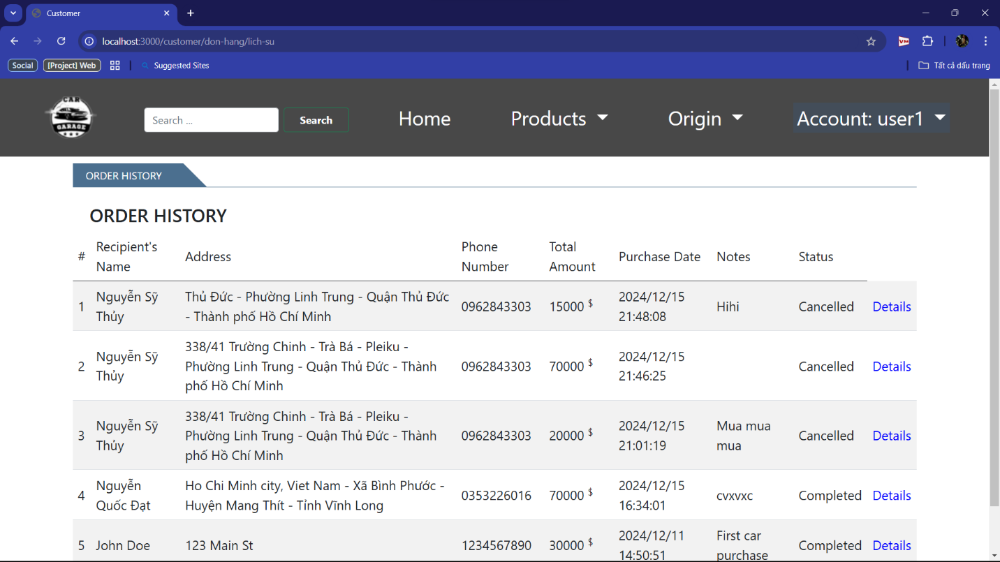 Customer
localhost:3000/customer/don-hang/lich-su
VM
Social [Project] Web Suggested Sites Tất cả dấu trang
CAR
GARAGE
Search ... Search Home Products Origin Account: user1
ORDER HISTORY
ORDER HISTORY
# Recipient's Name Address Phone Number Total Amount Purchase Date Notes Status
1 Nguyễn Sỹ Thủy Thủ Đức - Phường Linh Trung - Quận Thủ Đức - Thành phố Hồ Chí Minh 0962843303 15000 $ 2024/12/15 21:48:08 Hihi Cancelled Details
2 Nguyễn Sỹ Thủy 338/41 Trường Chinh - Trà Bá - Pleiku - Phường Linh Trung - Quận Thủ Đức - Thành phố Hồ Chí Minh 0962843303 70000 $ 2024/12/15 21:46:25 Cancelled Details
3 Nguyễn Sỹ Thủy 338/41 Trường Chinh - Trà Bá - Pleiku - Phường Linh Trung - Quận Thủ Đức - Thành phố Hồ Chí Minh 0962843303 20000 $ 2024/12/15 21:01:19 Mua mua mua Cancelled Details
4 Nguyễn Quốc Đạt Ho Chi Minh city, Viet Nam - Xã Bình Phước - Huyện Mang Thít - Tỉnh Vĩnh Long 0353226016 70000 $ 2024/12/15 16:34:01 cvxvxc Completed Details
5 John Doe 123 Main St 1234567890 30000 $ 2024/12/11 14:50:51 First car purchase Completed Details